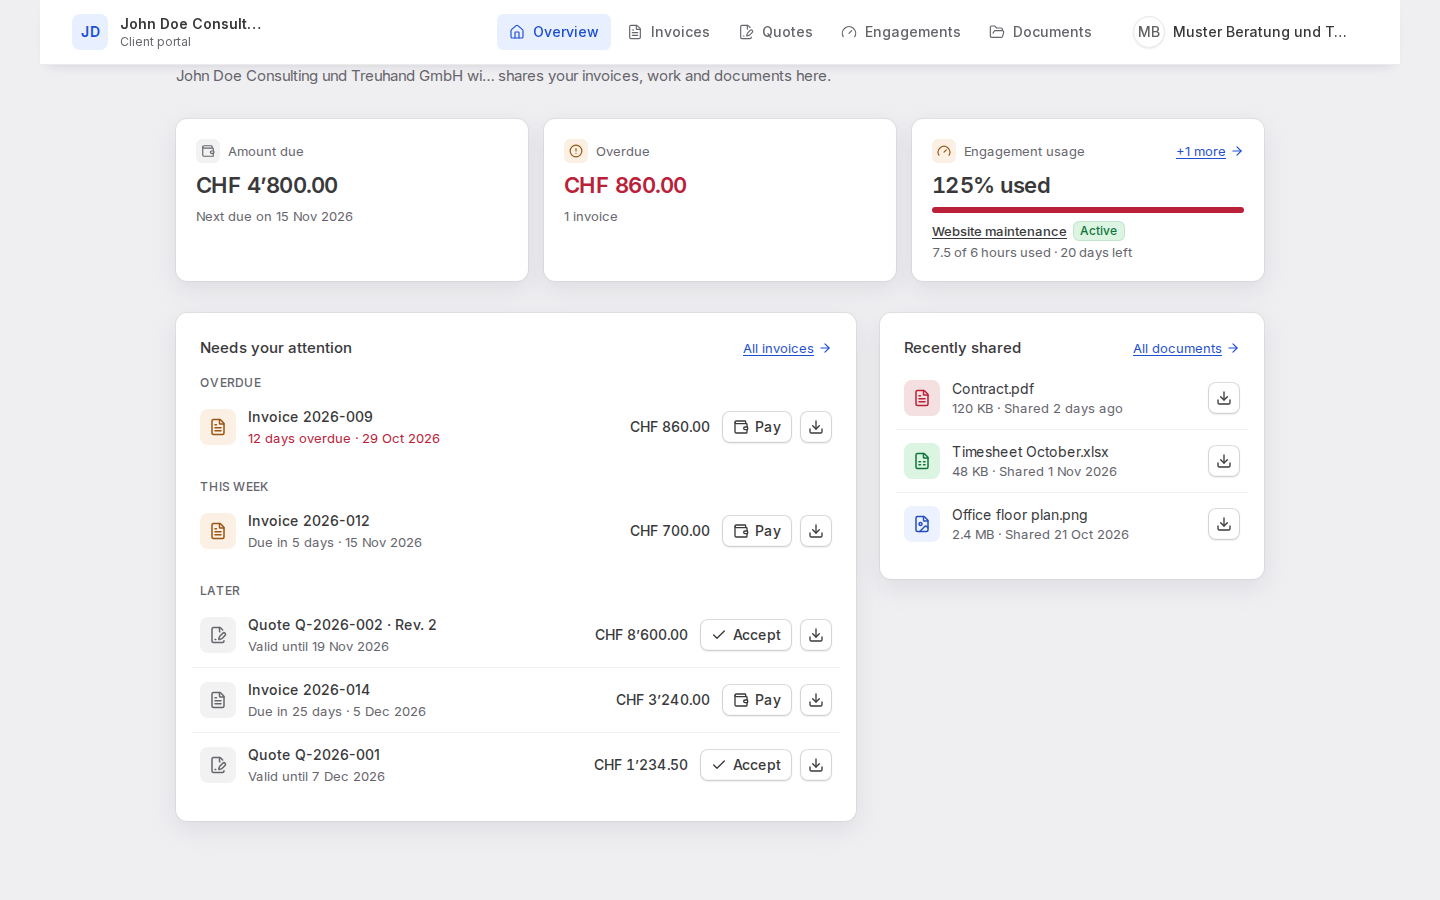 JD
John Doe Consult…
Client portal
Overview
Invoices
Quotes
Engagements
Documents
MB
Muster Beratung und T…
John Doe Consulting und Treuhand GmbH wi… shares your invoices, work and documents here.
Amount due
CHF 4’800.00
Next due on 15 Nov 2026
Overdue
CHF 860.00
1 invoice
Engagement usage
+1 more
125% used
Website maintenance
Active
7.5 of 6 hours used · 20 days left
Needs your attention
All invoices
OVERDUE
Invoice 2026-009
12 days overdue · 29 Oct 2026
CHF 860.00
Pay
THIS WEEK
Invoice 2026-012
Due in 5 days · 15 Nov 2026
CHF 700.00
Pay
LATER
Quote Q-2026-002 · Rev. 2
Valid until 19 Nov 2026
CHF 8’600.00
Accept
Invoice 2026-014
Due in 25 days · 5 Dec 2026
CHF 3’240.00
Pay
Quote Q-2026-001
Valid until 7 Dec 2026
CHF 1’234.50
Accept
Recently shared
All documents
Contract.pdf
120 KB · Shared 2 days ago
Timesheet October.xlsx
48 KB · Shared 1 Nov 2026
Office floor plan.png
2.4 MB · Shared 21 Oct 2026